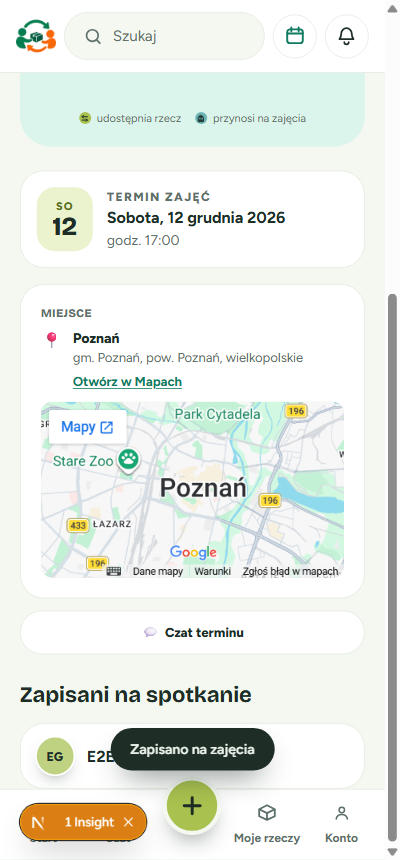 Szukaj
udostępnia rzecz
przynosi na zajęcia
SO
12
TERMIN ZAJĘĆ
Sobota, 12 grudnia 2026
godz. 17:00
MIEJSCE
Poznań
gm. Poznań, pow. Poznań, wielkopolskie
Otwórz w Mapach
Mapy
Park Cytadela
196
Stare Zoo
Poznań
196
433
ŁAZARZ
196
Google
Dane mapy
Warunki
Zgłoś błąd w mapach
Czat terminu
Zapisani na spotkanie
EG
E2E
Zapisano na zajęcia
N
1 Insight
Moje rzeczy
Konto